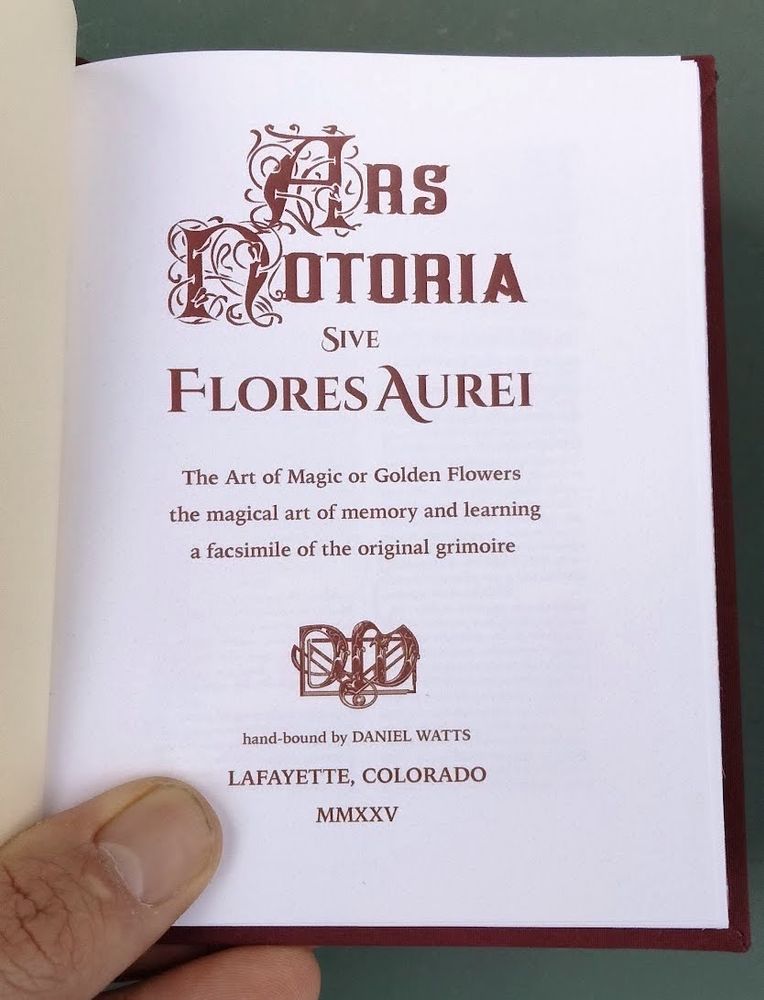 Ars
Notoria
Sive
Flores Aurei
The Art of Magic or Golden Flowers
the magical art of memory and learning
a facsimile of the original grimoire
hand-bound by DANIEL WATTS
LAFAYETTE, COLORADO
MMXXV